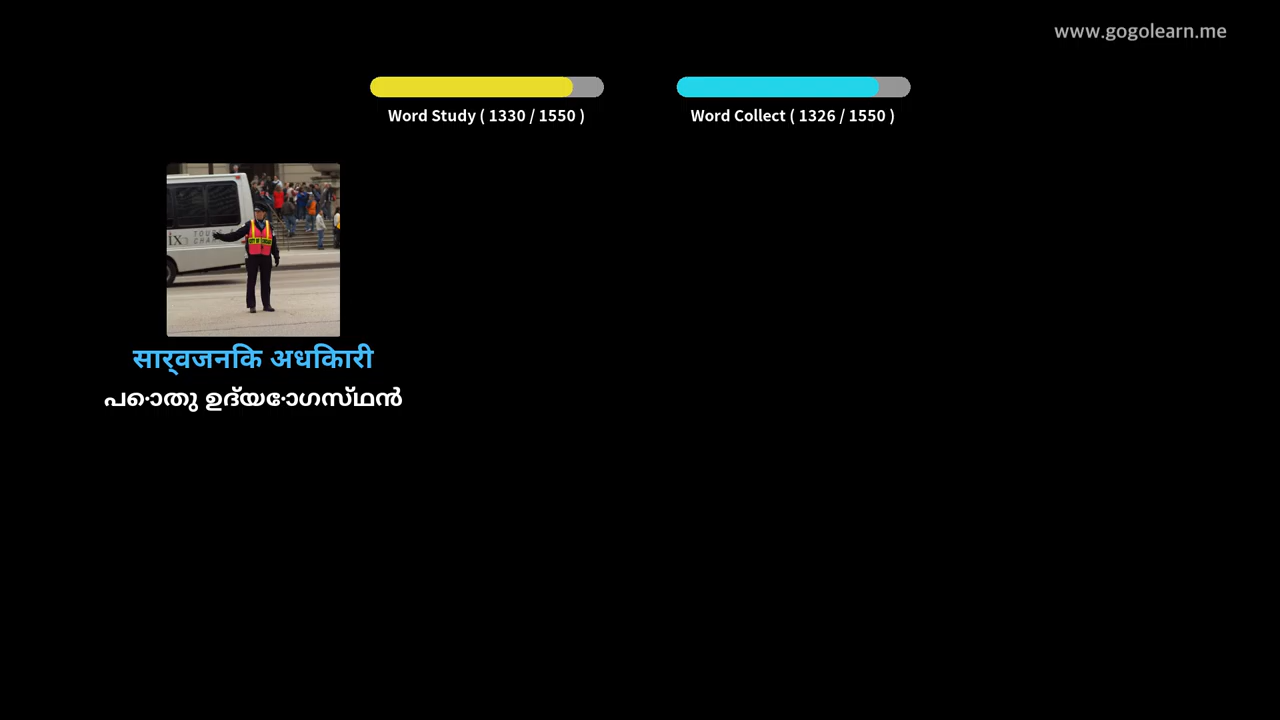 www.gogolearn.me
Word Study ( 1330 / 1550 )
Word Collect ( 1326 / 1550 )
सार्वजनिक अधिकारी
പൊതു ഉദ്യോഗസ്ഥൻ